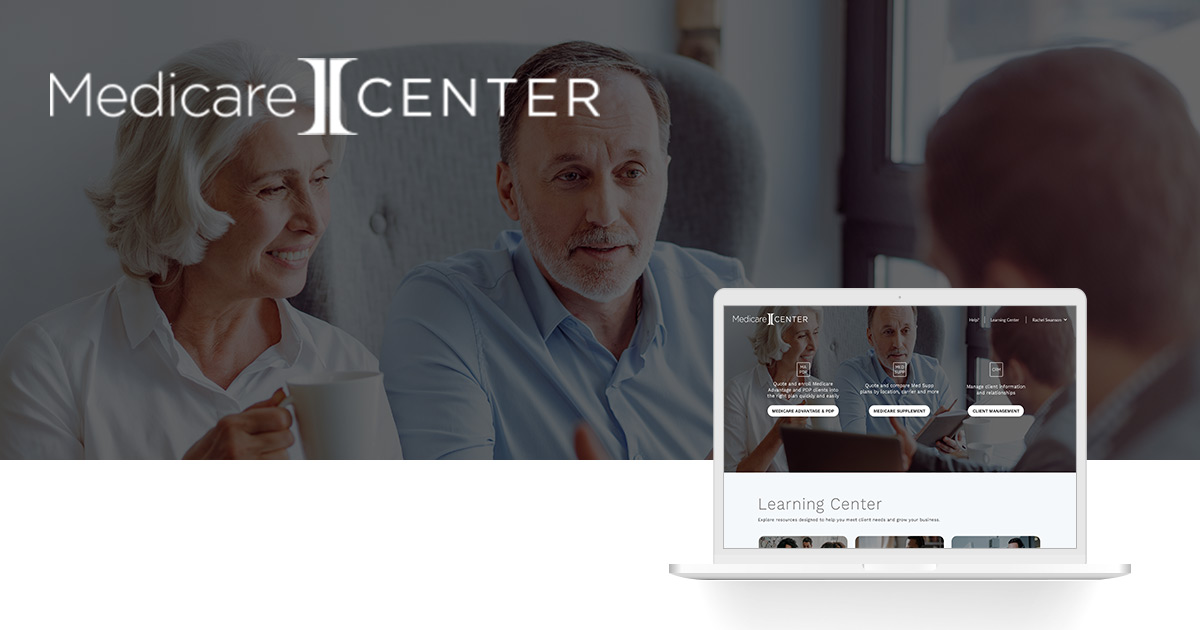 Medicare CENTER
Medicare CENTER
Help?
Learning Center
Rachel Swansen
MA
PDP
Quote and enroll Medicare
Advantage and PDP clients into
the right plan quickly and easily
MEDICARE ADVANTAGE & PDP
MED
SUPP
Quote and compare Med Supp
plans by location, carrier and more
MEDICARE SUPPLEMENT
CRM
Manage client information
and relationships
CLIENT MANAGEMENT
Learning Center
Explore resources designed to help you meet client needs and grow your business.